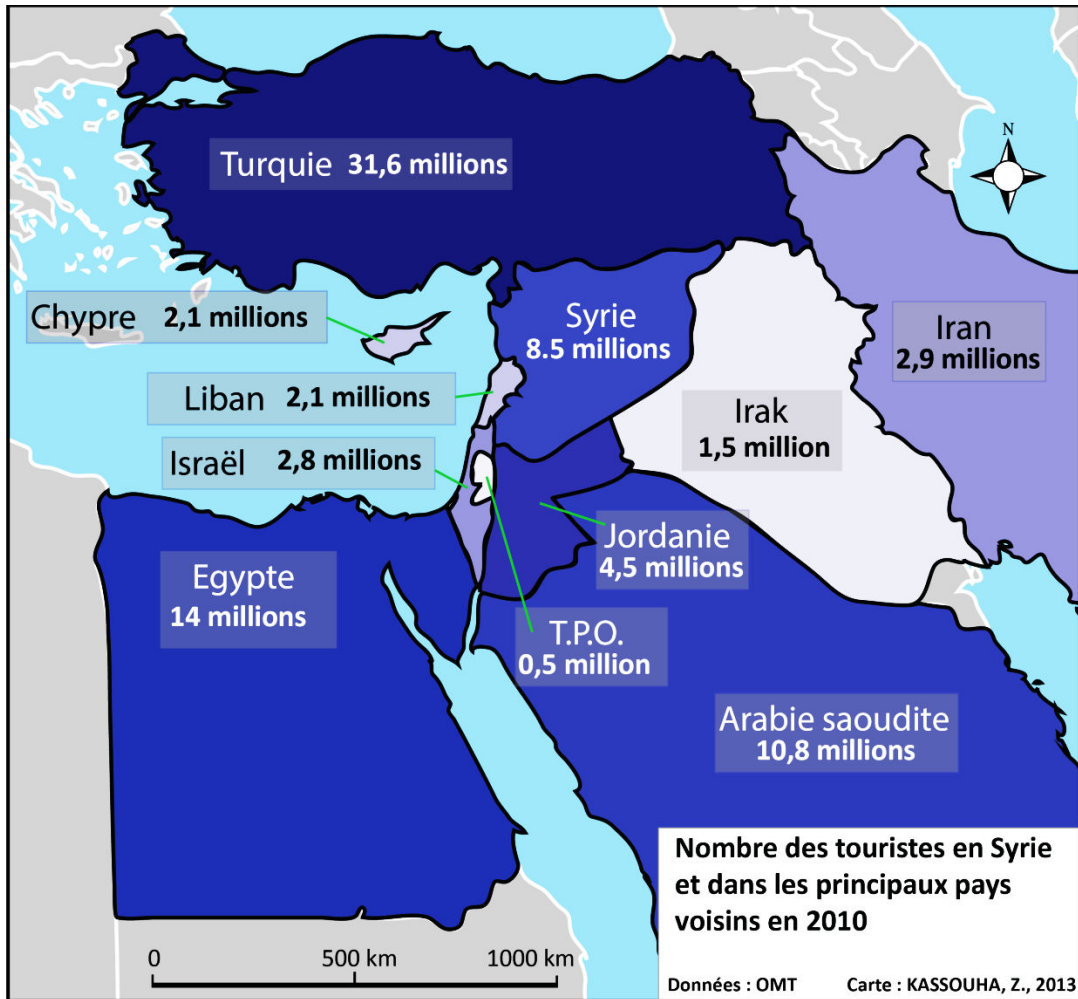 N
Turquie 31,6 millions
Chypre 2,1 millions
Syrie
8.5 millions
Iran
2,9 millions
Liban 2,1 millions
Irak
1,5 million
Israël 2,8 millions
Jordanie
4,5 millions
Egypte
14 millions
T.P.O.
0,5 million
Arabie saoudite
10,8 millions
Nombre des touristes en Syrie
et dans les principaux pays
voisins en 2010
0 500 km 1000 km
Données : OMT Carte : KASSOUHA, Z., 2013